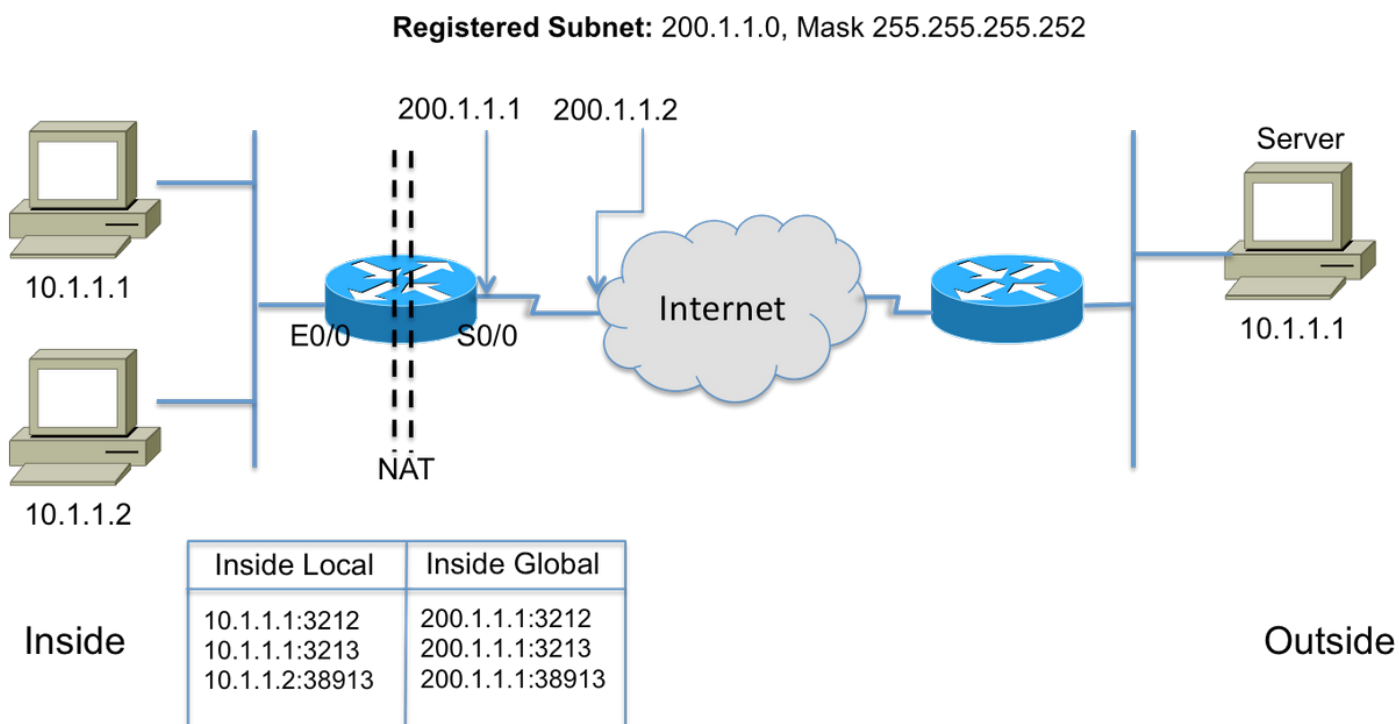 Registered Subnet: 200.1.1.0, Mask 255.255.255.252
200.1.1.1
200.1.1.2
Server
10.1.1.1
Internet
E0/0
S0/0
10.1.1.1
NAT
10.1.1.2
Inside Local
Inside Global
10.1.1.1:3212
200.1.1.1:3212
10.1.1.1:3213
200.1.1.1:3213
10.1.1.2:38913
200.1.1.1:38913
Inside
Outside